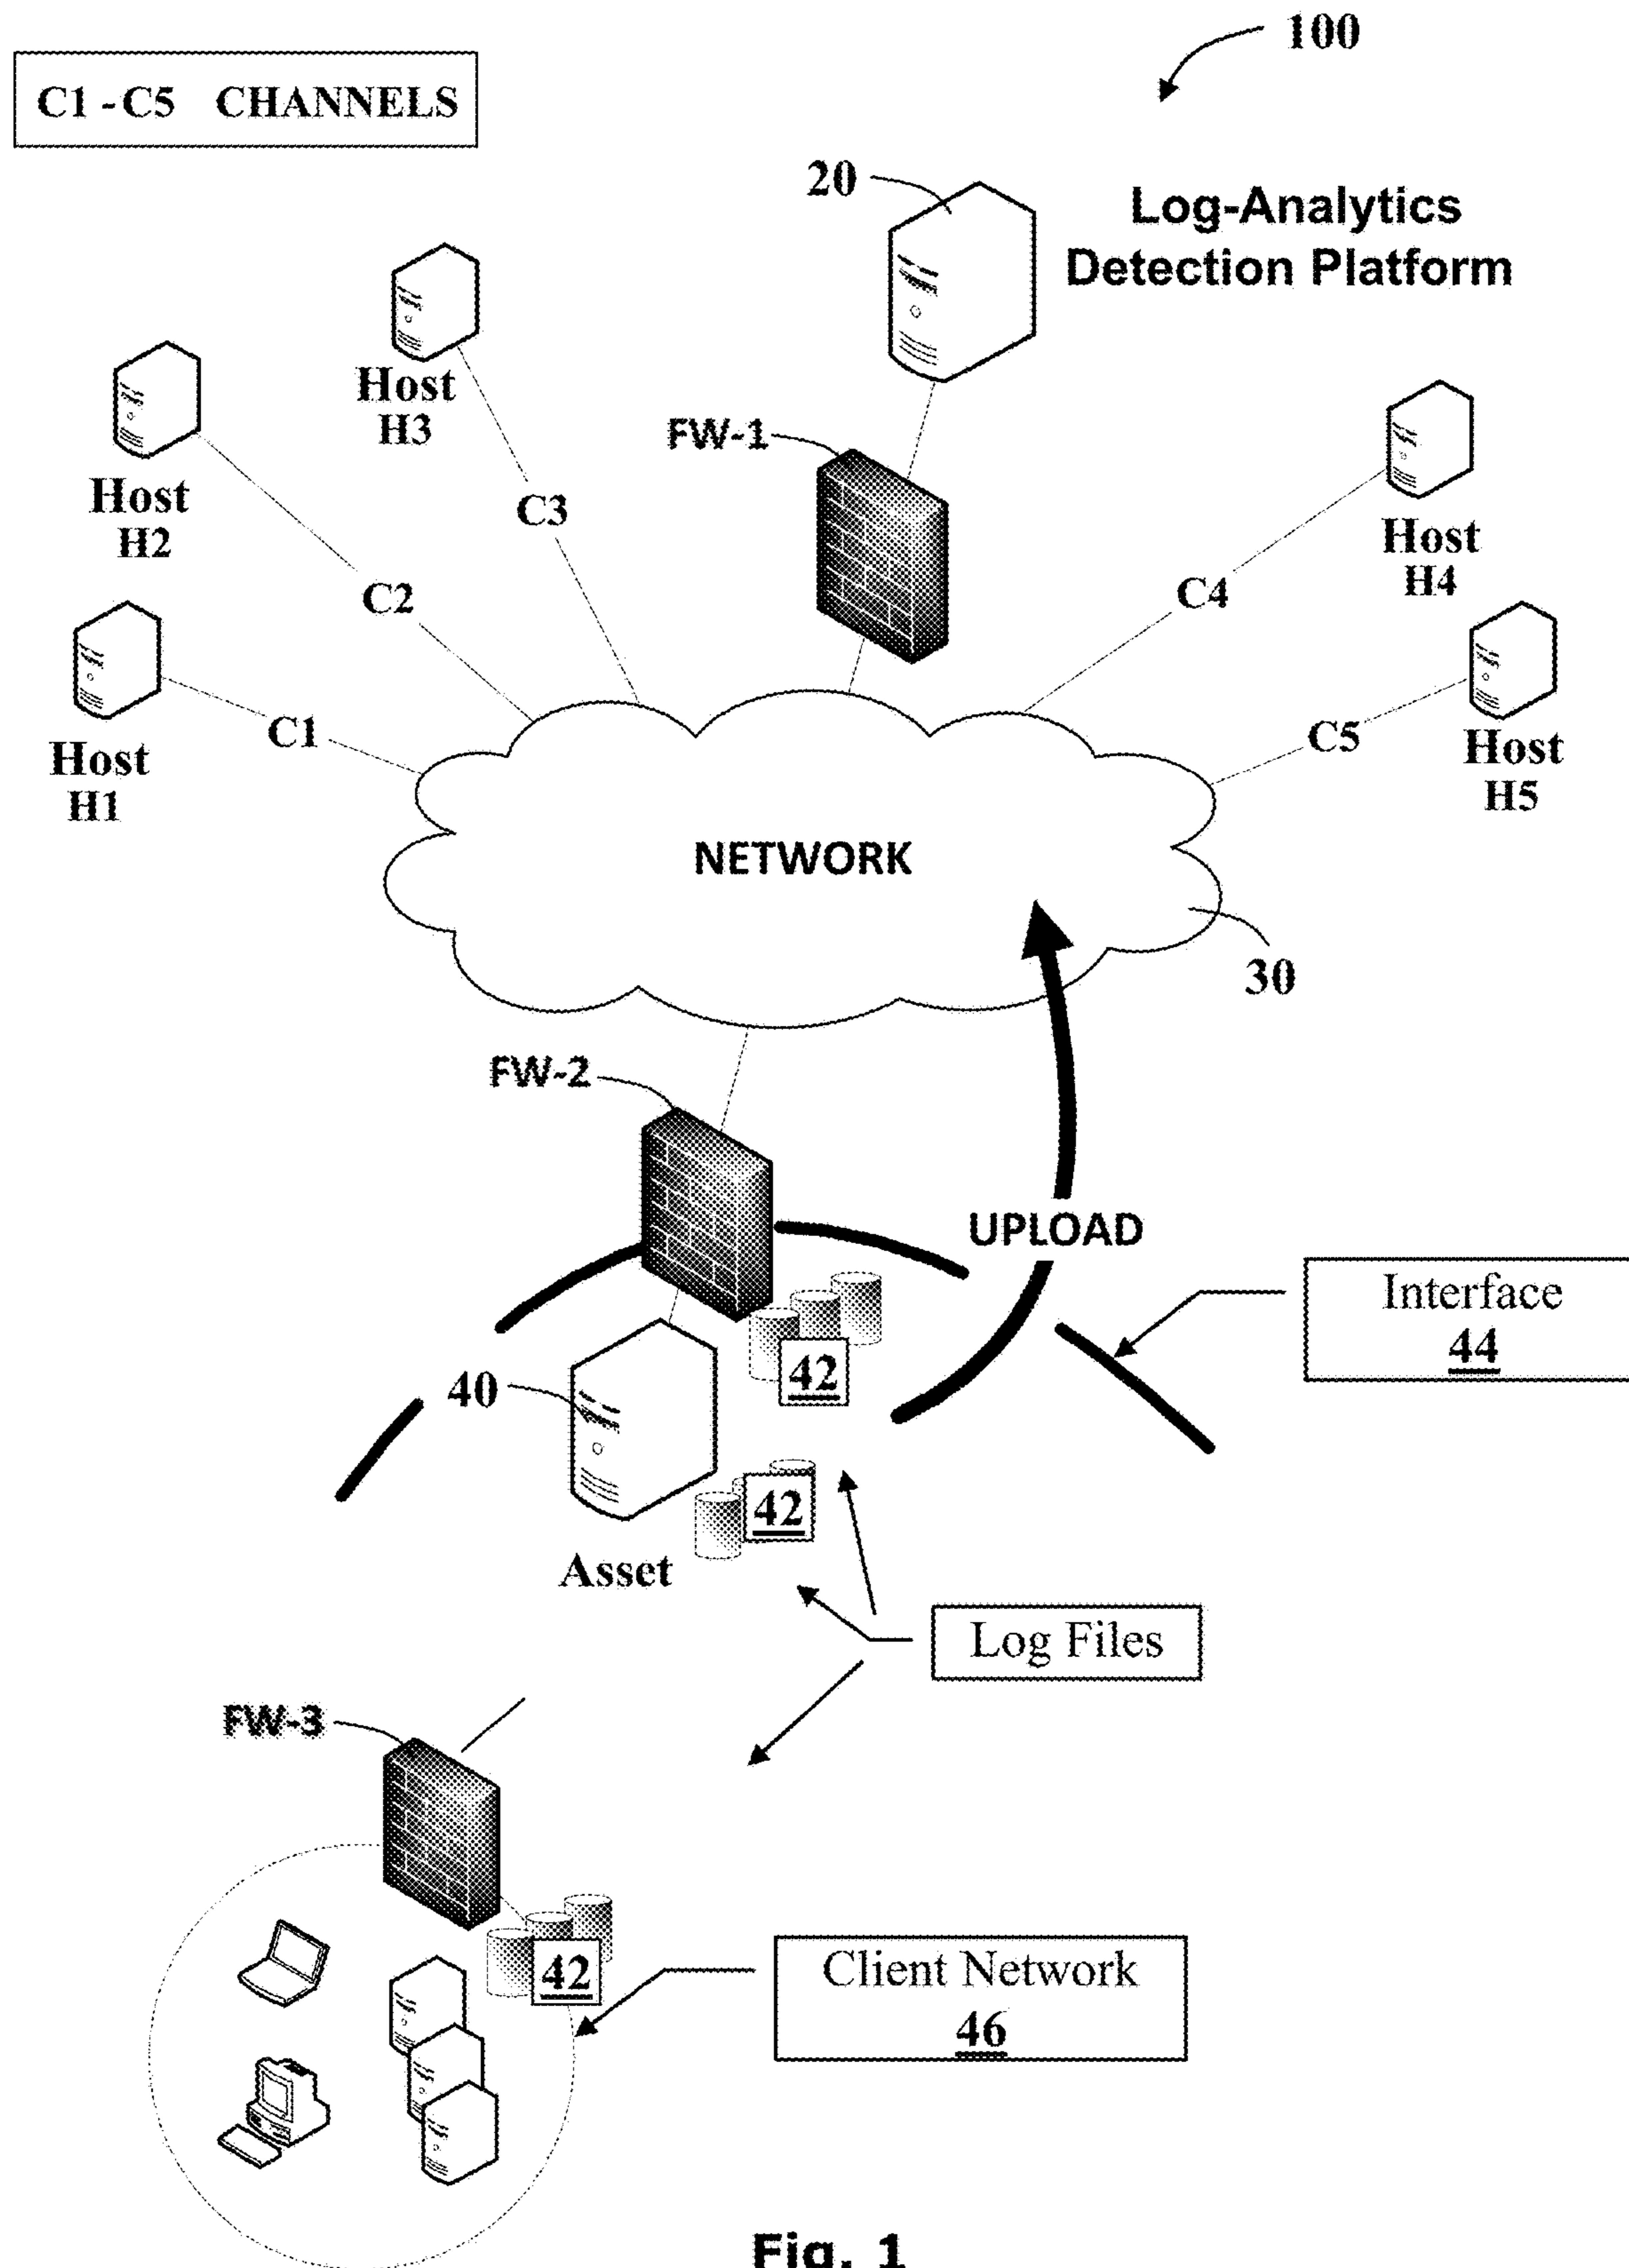 100
C1 - C5 CHANNELS
20
Log-Analytics
Detection Platform
Host
H3
FW-1
Host
H2
C3
Host
H4
C2
C4
Host
H1
C1
C5
Host
H5
NETWORK
30
FW-2
UPLOAD
Interface
44
42
40
42
Asset
Log Files
FW-3
42
Client Network
46
Fig. 1